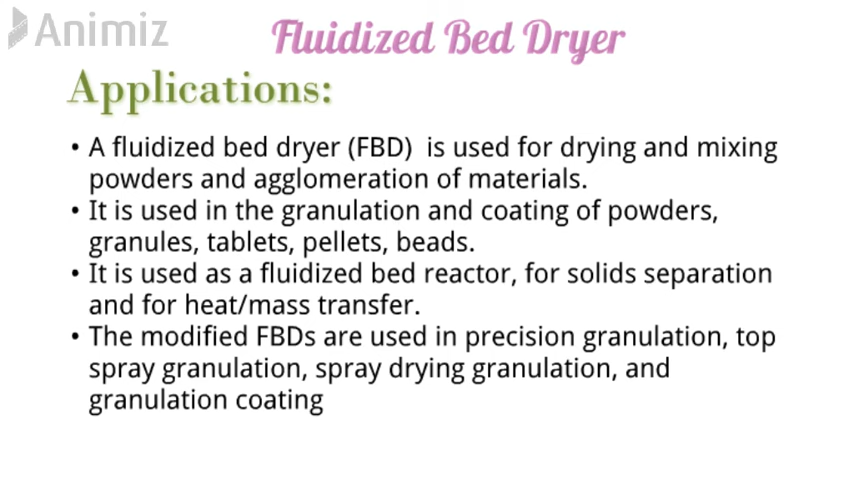 Animiz
Fluidized Bed Dryer
Applications:
• A fluidized bed dryer (FBD)  is used for drying and mixing
powders and agglomeration of materials.
• It is used in the granulation and coating of powders,
granules, tablets, pellets, beads.
• It is used as a fluidized bed reactor, for solids separation
and for heat/mass transfer.
• The modified FBDs are used in precision granulation, top
spray granulation, spray drying granulation, and
granulation coating